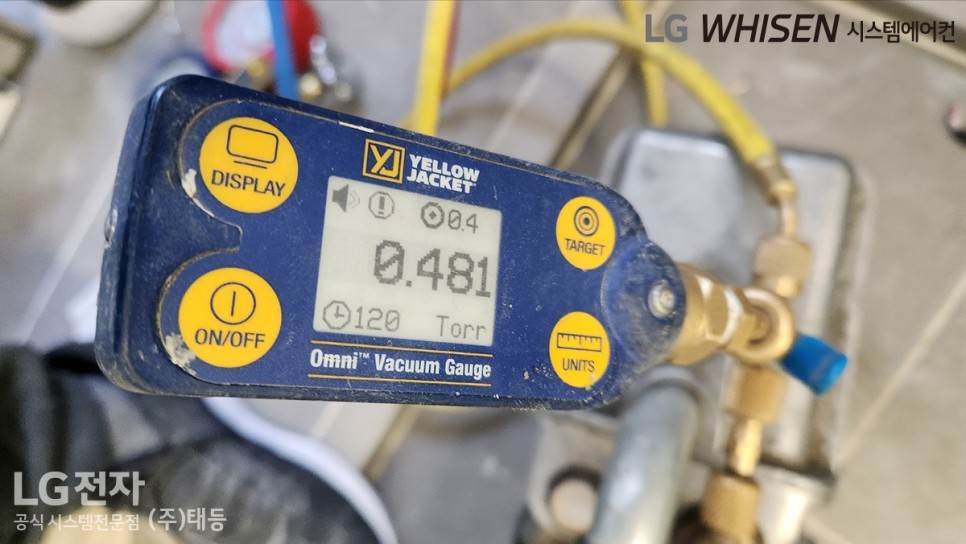 LG WHISEN 시스템에어컨
DISPLAY
YJ YELLOW
JACKET
0.4
TARGET
0.481
ON/OFF
120 Torr
UNITS
Omni™ Vacuum Gauge
LG전자
공식 시스템전문점 (주)태등